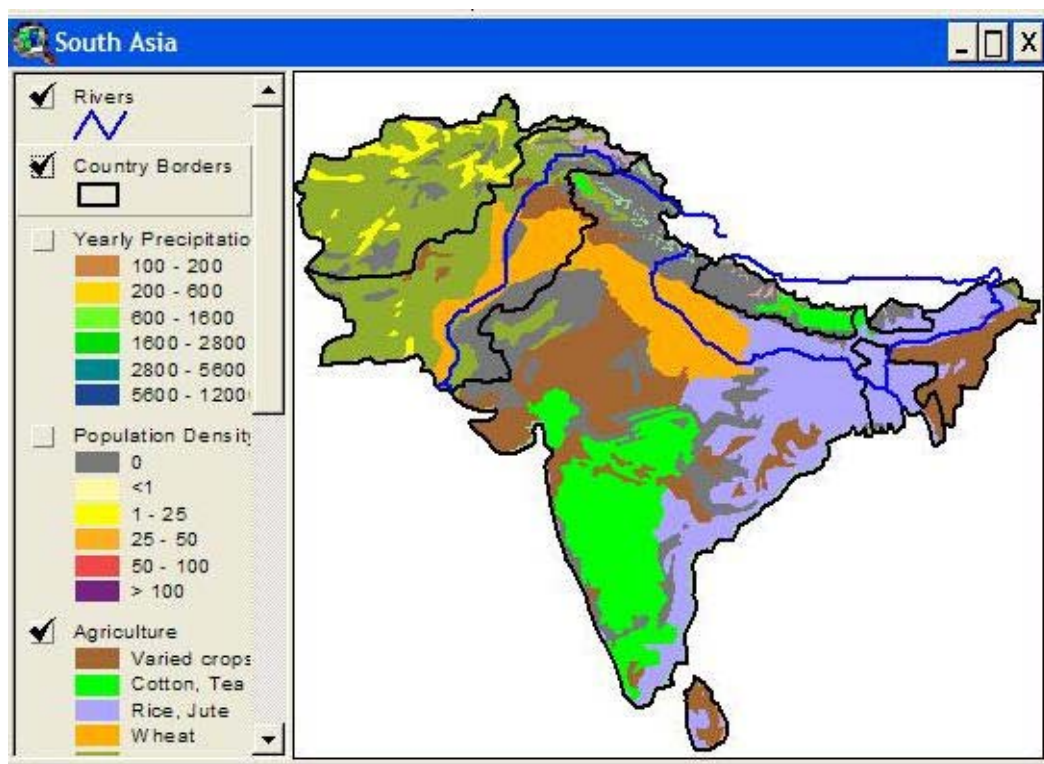 South Asia
Rivers
Country Borders
Yearly Precipitatio
100 - 200
200 - 600
600 - 1600
1600 - 2800
2800 - 5600
5600 - 1200
Population Densit
0
<1
1 - 25
25 - 50
50 - 100
> 100
Agriculture
Varied crops
Cotton, Tea
Rice, Jute
Wheat